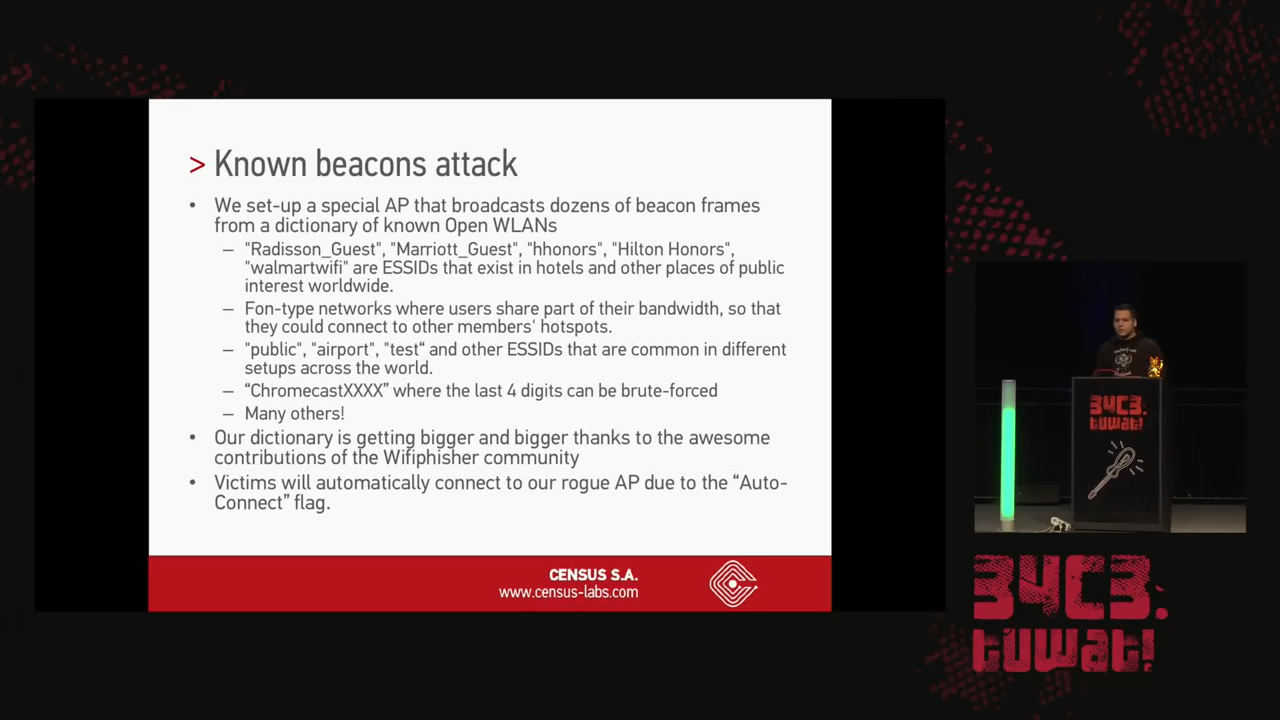 > Known beacons attack
• We set-up a special AP that broadcasts dozens of beacon frames
from a dictionary of known Open WLANs
– "Radisson_Guest", "Marriott_Guest", "hhonors", "Hilton Honors",
"walmartwifi" are ESSIDs that exist in hotels and other places of public
interest worldwide.
– Fon-type networks where users share part of their bandwidth, so that
they could connect to other members' hotspots.
– "public", "airport", "test“ and other ESSIDs that are common in different
setups across the world.
– “ChromecastXXXX” where the last 4 digits can be brute-forced
– Many others!
• Our dictionary is getting bigger and bigger thanks to the awesome
contributions of the Wifiphisher community
• Victims will automatically connect to our rogue AP due to the “Auto-
Connect” flag.
CENSUS S.A.
www.census-labs.com
34C3.
tuwat!
34C3.
tuwat!